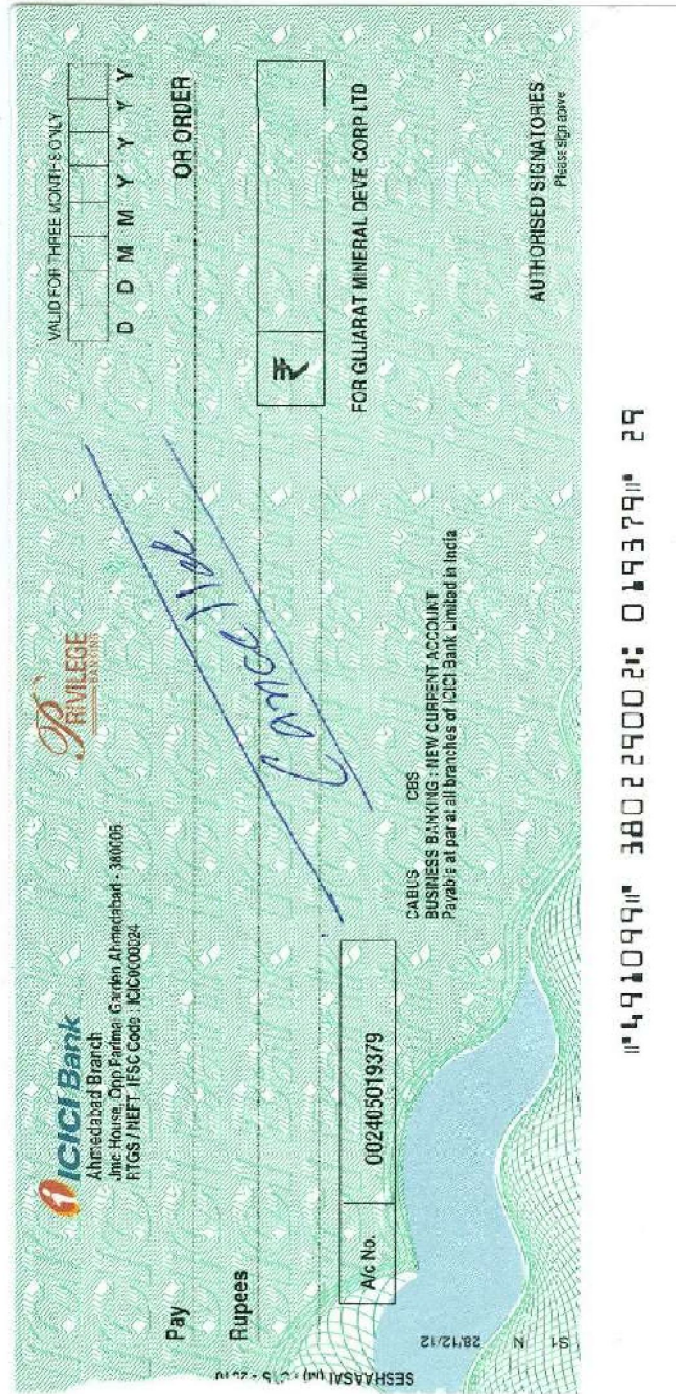 ICICI Bank
Ahmedabad Branch
Jmc House, Opp Parimal Garden Ahmedabad - 380006
RTGS / NEFT IFSC Code : ICIC0000024
PRIVILEGE
BANKING
VALID FOR THREE MONTHS ONLY
D D M M Y Y Y Y
Pay
OR ORDER
Rupees
₹
Cancelled
A/c No.
002405019379
FOR GUJARAT MINERAL DEVE CORP LTD
CABUS CBS
BUSINESS BANKING : NEW CURRENT ACCOUNT
Payable at par at all branches of ICICI Bank Limited in India
AUTHORISED SIGNATORIES
Please sign above
SESHAASAI (M) / CTS - 2010
28/12/12
N
S1
⑈491099⑈ 380229002⑆ 019379⑈ 29